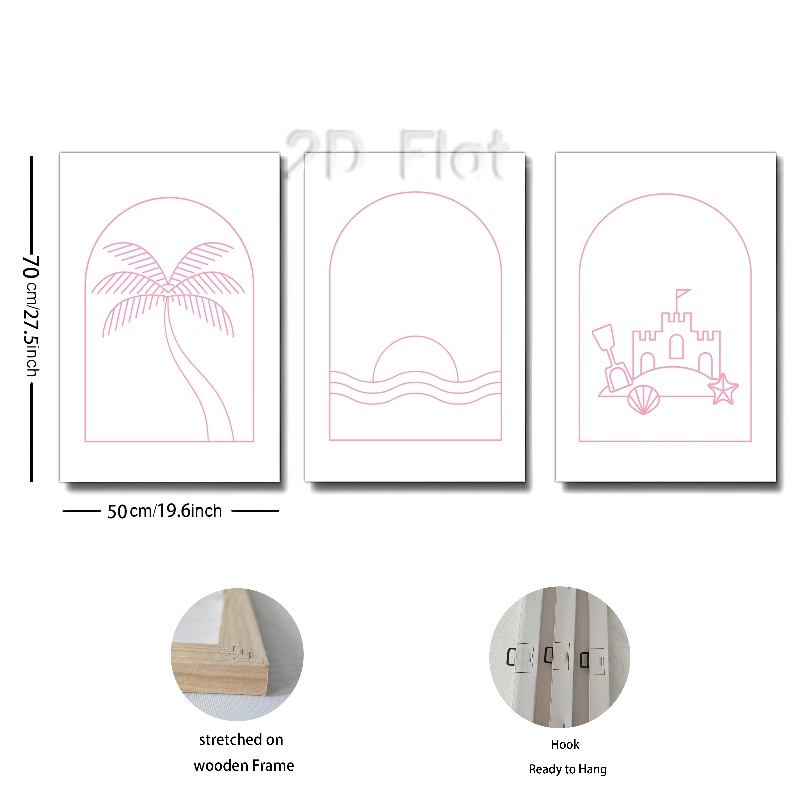 2D Flat
70 cm/27.5inch
50cm/19.6inch
stretched on
wooden Frame
Hook
Ready to Hang